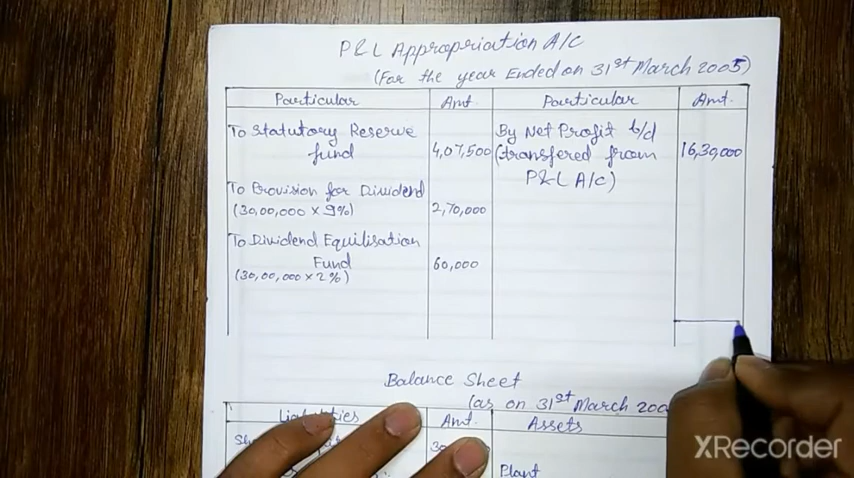 P&L Appropriation A/C
(For the year Ended on 31st March 2005)
Particular Amt. Particular Amt.
To Statutory Reserve
fund 4,07,500
By Net Profit b/d
(transfered from 16,30,000
P&L A/C)
To Provision for Dividend
(30,00,000 × 9%) 2,70,000
To Dividend Equilisation
Fund 60,000
(30,00,000 × 2%)
Balance Sheet
(as on 31st March
Liabilities Amt. Assets
Plant
XRecorder